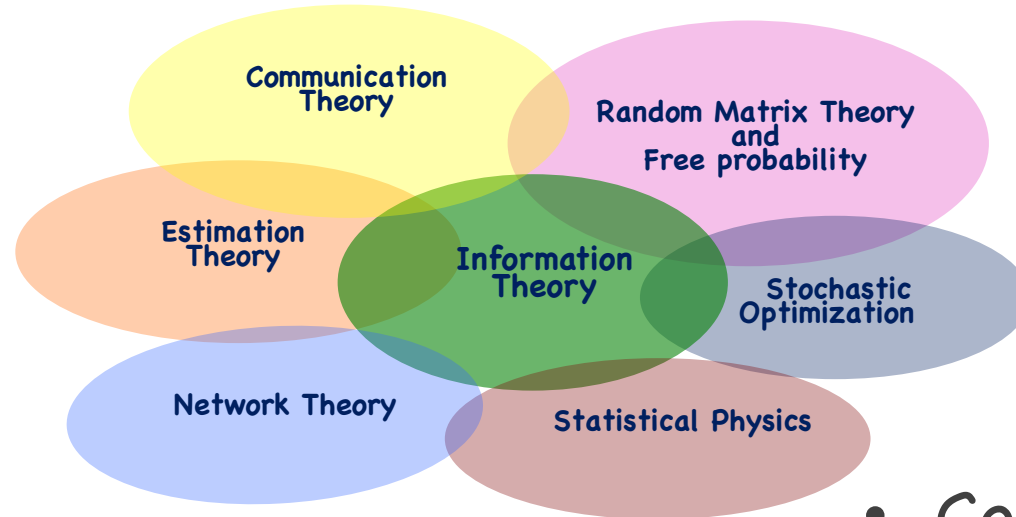 Communication
Theory
Random Matrix Theory
and
Free probability
Estimation
Theory
Information
Theory
Stochastic
Optimization
Network Theory
Statistical Physics